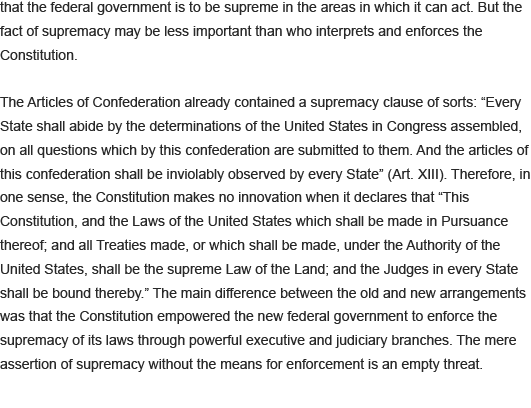 that the federal government is to be supreme in the areas in which it can act. But the
fact of supremacy may be less important than who interprets and enforces the
Constitution.
The Articles of Confederation already contained a supremacy clause of sorts: “Every
State shall abide by the determinations of the United States in Congress assembled,
on all questions which by this confederation are submitted to them. And the articles of
this confederation shall be inviolably observed by every State” (Art. XIII). Therefore, in
one sense, the Constitution makes no innovation when it declares that “This
Constitution, and the Laws of the United States which shall be made in Pursuance
thereof; and all Treaties made, or which shall be made, under the Authority of the
United States, shall be the supreme Law of the Land; and the Judges in every State
shall be bound thereby.” The main difference between the old and new arrangements
was that the Constitution empowered the new federal government to enforce the
supremacy of its laws through powerful executive and judiciary branches. The mere
assertion of supremacy without the means for enforcement is an empty threat.